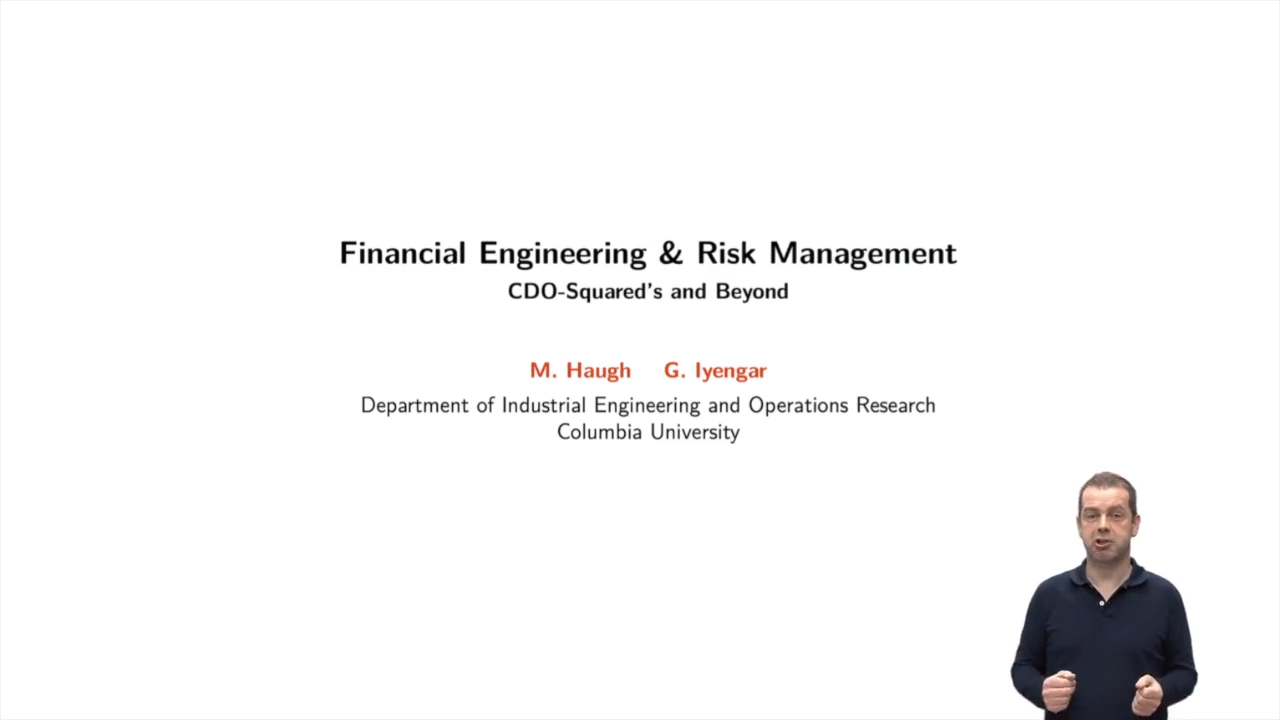 Financial Engineering & Risk Management
CDO-Squared's and Beyond
M. Haugh G. Iyengar
Department of Industrial Engineering and Operations Research
Columbia University